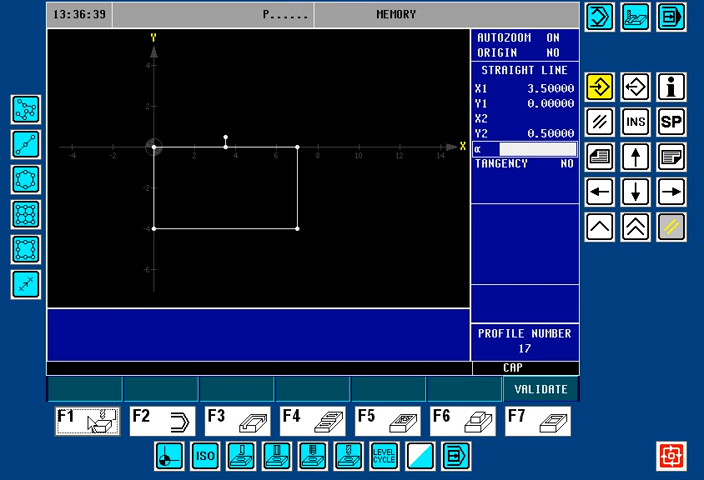 13:36:39 P...... MEMORY
AUTOZOOM ON
ORIGIN NO
STRAIGHT LINE
X1 3.50000
Y1 0.00000
X2
Y2 0.50000
α
TANGENCY NO
Y
4
2
-4 -2 2 4 6 8 10 12 14 X
-2
-4
-6
PROFILE NUMBER
17
CAP
VALIDATE
F1 F2 F3 F4 F5 F6 F7
ISO LEVEL CYCLE
i
INS SP